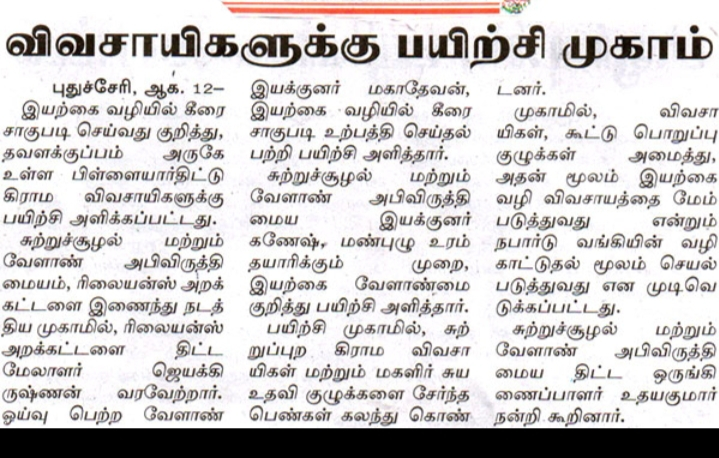 விவசாயிகளுக்கு பயிற்சி முகாம்
புதுச்சேரி, ஆக. 12–
இயற்கை வழியில் கீரை
சாகுபடி செய்வது குறித்து,
தவளக்குப்பம் அருகே
உள்ள பிள்ளையார்திட்டு
கிராம விவசாயிகளுக்கு
பயிற்சி அளிக்கப்பட்டது.
சுற்றுச்சூழல் மற்றும்
வேளாண் அபிவிருத்தி
மையம், ரிலையன்ஸ் அறக்
கட்டளை இணைந்து நடத்
திய முகாமில், ரிலையன்ஸ்
அறக்கட்டளை திட்ட
மேலாளர் ஜெயக்கி
ருஷ்ணன் வரவேற்றார்.
ஓய்வு பெற்ற வேளாண்
இயக்குனர் மகாதேவன்,
இயற்கை வழியில் கீரை
சாகுபடி உற்பத்தி செய்தல்
பற்றி பயிற்சி அளித்தார்.
சுற்றுச்சூழல் மற்றும்
வேளாண் அபிவிருத்தி
மைய இயக்குனர்
கணேஷ், மண்புழு உரம்
தயாரிக்கும் முறை,
இயற்கை வேளாண்மை
குறித்து பயிற்சி அளித்தார்.
பயிற்சி முகாமில், சுற்
றுப்புற கிராம விவசா
யிகள் மற்றும் மகளிர் சுய
உதவி குழுக்களை சேர்ந்த
பெண்கள் கலந்து கொண்
டனர்.
முகாமில், விவசா
யிகள், கூட்டு பொறுப்பு
குழுக்கள் அமைத்து,
அதன் மூலம் இயற்கை
வழி விவசாயத்தை மேம்
படுத்துவது என்றும்
நபார்டு வங்கியின் வழி
காட்டுதல் மூலம் செயல்
படுத்துவது என முடிவெ
டுக்கப்பட்டது.
சுற்றுச்சூழல் மற்றும்
வேளாண் அபிவிருத்தி
மைய திட்ட ஒருங்கி
ணைப்பாளர் உதயகுமார்
நன்றி கூறினார்.